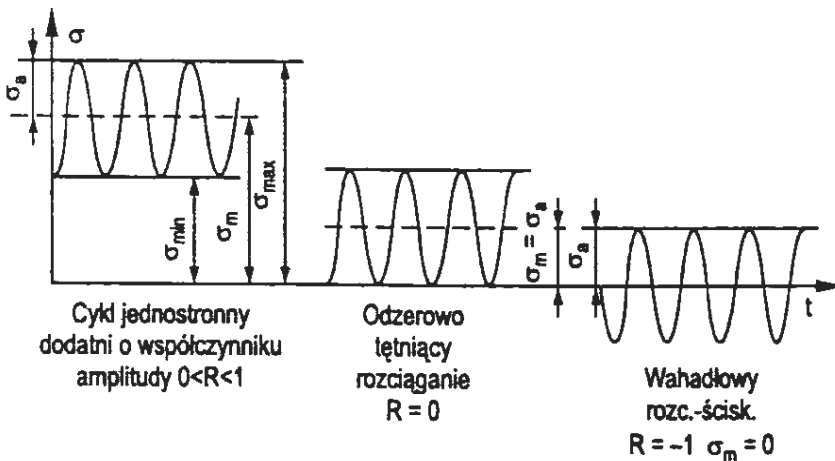 σ
σₐ
σmin
σm
σmax
Cykl jednostronny
dodatni o współczynniku
amplitudy 0<R<1
Odzerowo
tętniący
rozciąganie
R = 0
σm = σₐ
σₐ
t
Wahadłowy
rozc.-ścisk.
R = –1 σm = 0